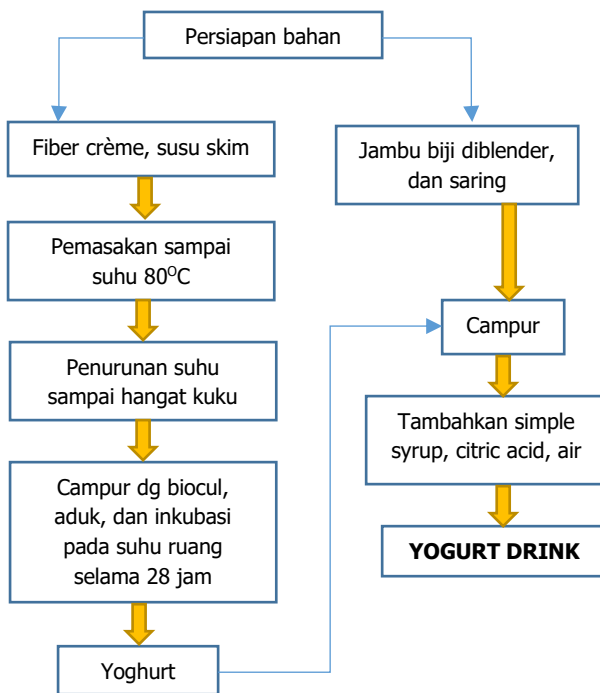 Persiapan bahan
Fiber crème, susu skim
Pemasakan sampai
suhu 80⁰C
Penurunan suhu
sampai hangat kuku
Campur dg biocul,
aduk, dan inkubasi
pada suhu ruang
selama 28 jam
Yoghurt
Jambu biji diblender,
dan saring
Campur
Tambahkan simple
syrup, citric acid, air
YOGURT DRINK